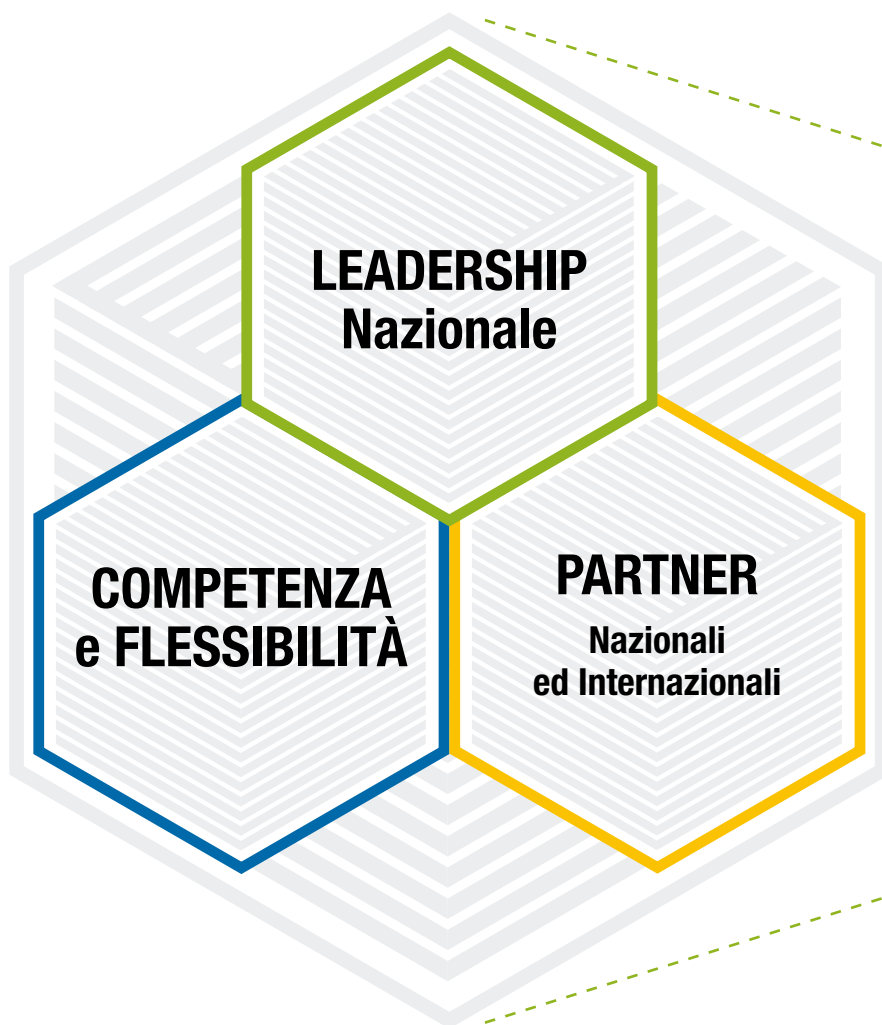 LEADERSHIP
Nazionale
COMPETENZA
e FLESSIBILITÀ
PARTNER
Nazionali
ed Internazionali